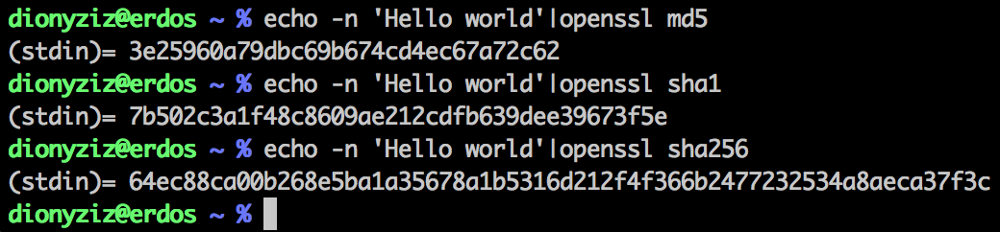 dionyziz@erdos ~ % echo -n 'Hello world'|openssl md5
(stdin)= 3e25960a79dbc69b674cd4ec67a72c62
dionyziz@erdos ~ % echo -n 'Hello world'|openssl sha1
(stdin)= 7b502c3a1f48c8609ae212cdfb639dee39673f5e
dionyziz@erdos ~ % echo -n 'Hello world'|openssl sha256
(stdin)= 64ec88ca00b268e5ba1a35678a1b5316d212f4f366b2477232534a8aeca37f3c
dionyziz@erdos ~ %